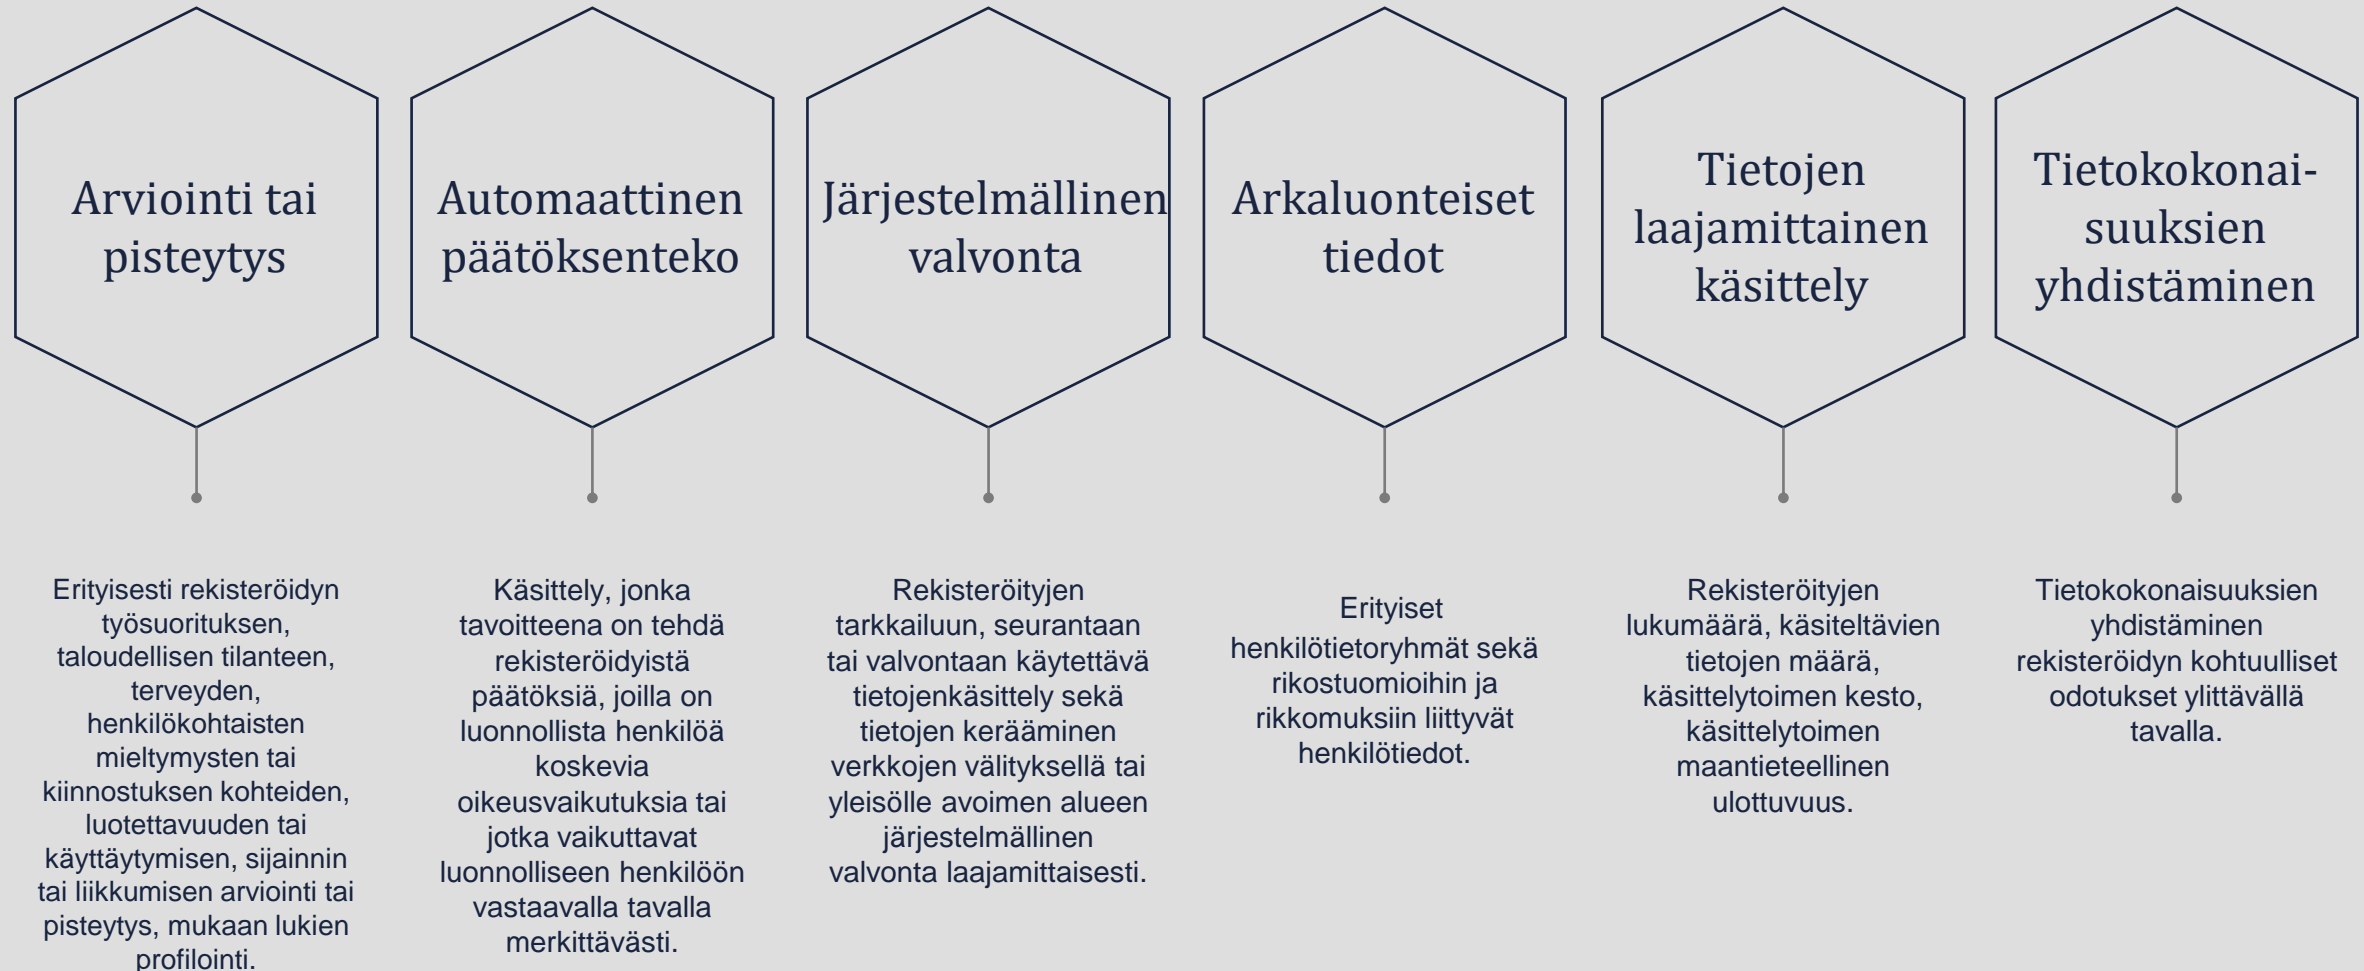 Arviointi tai
pisteytys
Erityisesti rekisteröidyn
työsuorituksen,
taloudellisen tilanteen,
terveyden,
henkilökohtaisten
mieltymysten tai
kiinnostuksen kohteiden,
luotettavuuden tai
käyttäytymisen, sijainnin
tai liikkumisen arviointi tai
pisteytys, mukaan lukien
profilointi.
Automaattinen
päätöksenteko
Käsittely, jonka
tavoitteena on tehdä
rekisteröidyistä
päätöksiä, joilla on
luonnollista henkilöä
koskevia
oikeusvaikutuksia tai
jotka vaikuttavat
luonnolliseen henkilöön
vastaavalla tavalla
merkittävästi.
Järjestelmällinen
valvonta
Rekisteröityjen
tarkkailuun, seurantaan
tai valvontaan käytettävä
tietojenkäsittely sekä
tietojen kerääminen
verkkojen välityksellä tai
yleisölle avoimen alueen
järjestelmällinen
valvonta laajamittaisesti.
Arkaluonteiset
tiedot
Erityiset
henkilötietoryhmät sekä
rikostuomioihin ja
rikkomuksiin liittyvät
henkilötiedot.
Tietojen
laajamittainen
käsittely
Rekisteröityjen
lukumäärä, käsiteltävien
tietojen määrä,
käsittelytoimen kesto,
käsittelytoimen
maantieteellinen
ulottuvuus.
Tietokokonai-
suuksien
yhdistäminen
Tietokokonaisuuksien
yhdistäminen
rekisteröidyn kohtuulliset
odotukset ylittävällä
tavalla.